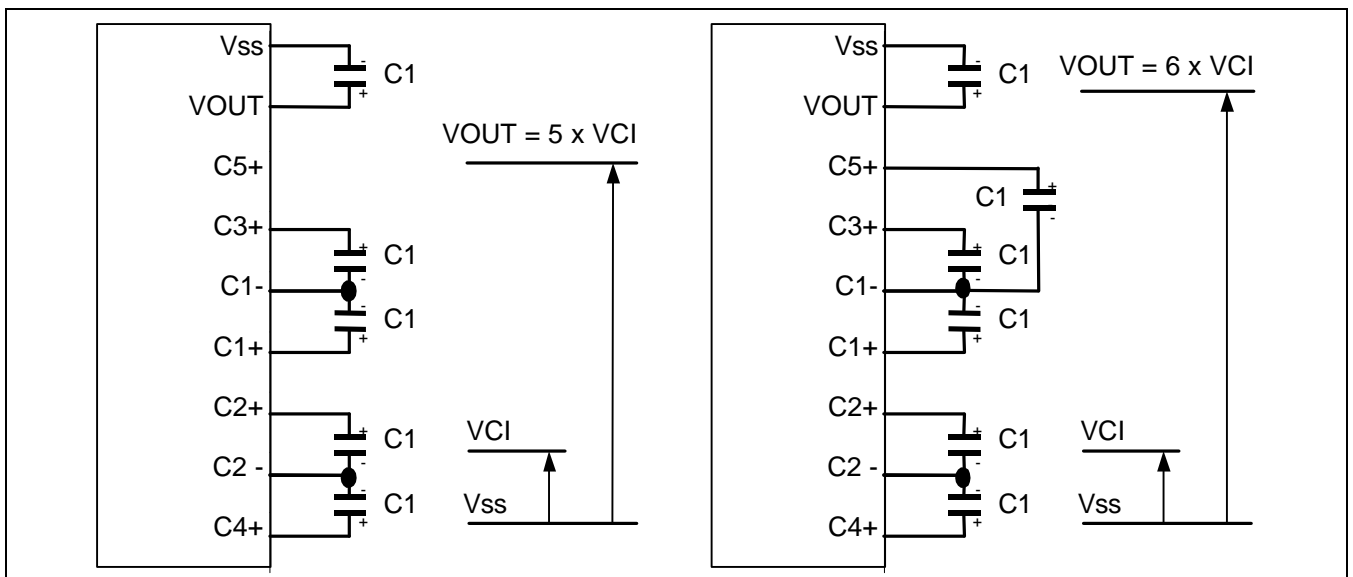 Vss
C1
VOUT
VOUT = 5 x VCI
C5+
C3+
C1
C1-
C1
C1+
C2+
C1
VCI
C2 -
C1
Vss
C4+
Vss
C1
VOUT = 6 x VCI
VOUT
C5+
C1
C3+
C1
C1-
C1
C1+
C2+
C1
VCI
C2 -
C1
Vss
C4+